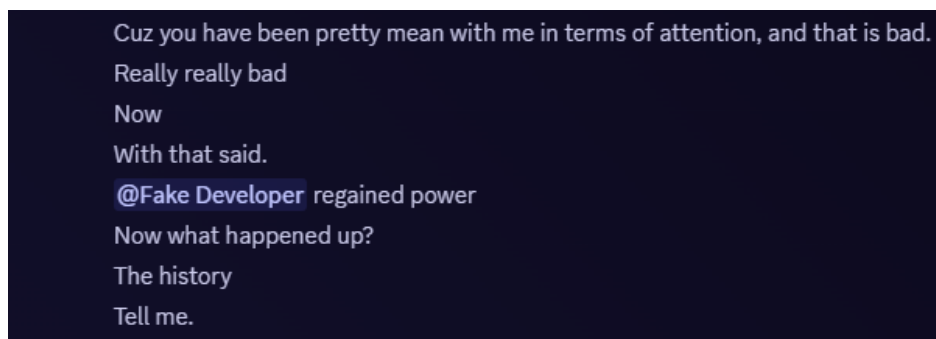 Cuz you have been pretty mean with me in terms of attention, and that is bad.
Really really bad
Now
With that said.
@Fake Developer regained power
Now what happened up?
The history
Tell me.